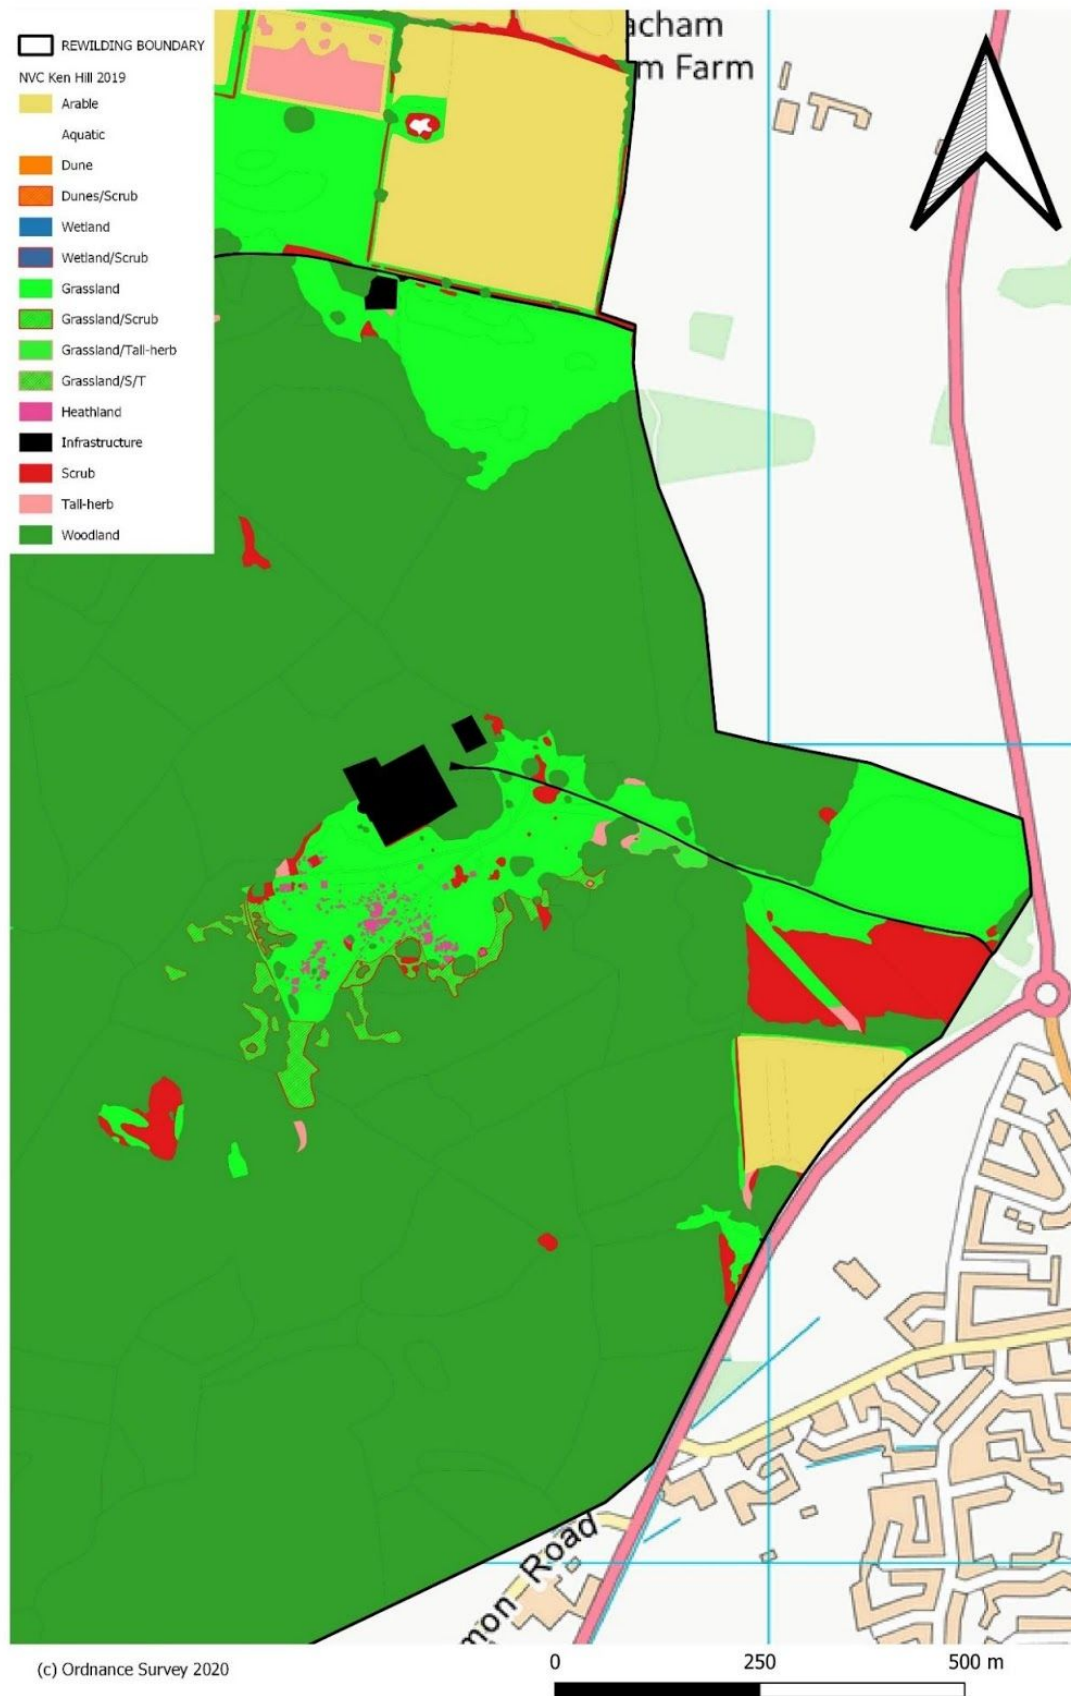 REWILDING BOUNDARY
NVC Ken Hill 2019
Arable
Aquatic
Dune
Dunes/Scrub
Wetland
Wetland/Scrub
Grassland
Grassland/Scrub
Grassland/Tall-herb
Grassland/S/T
Heathland
Infrastructure
Scrub
Tall-herb
Woodland
acham
m Farm
mon Road
(c) Ordnance Survey 2020
0 250 500 m